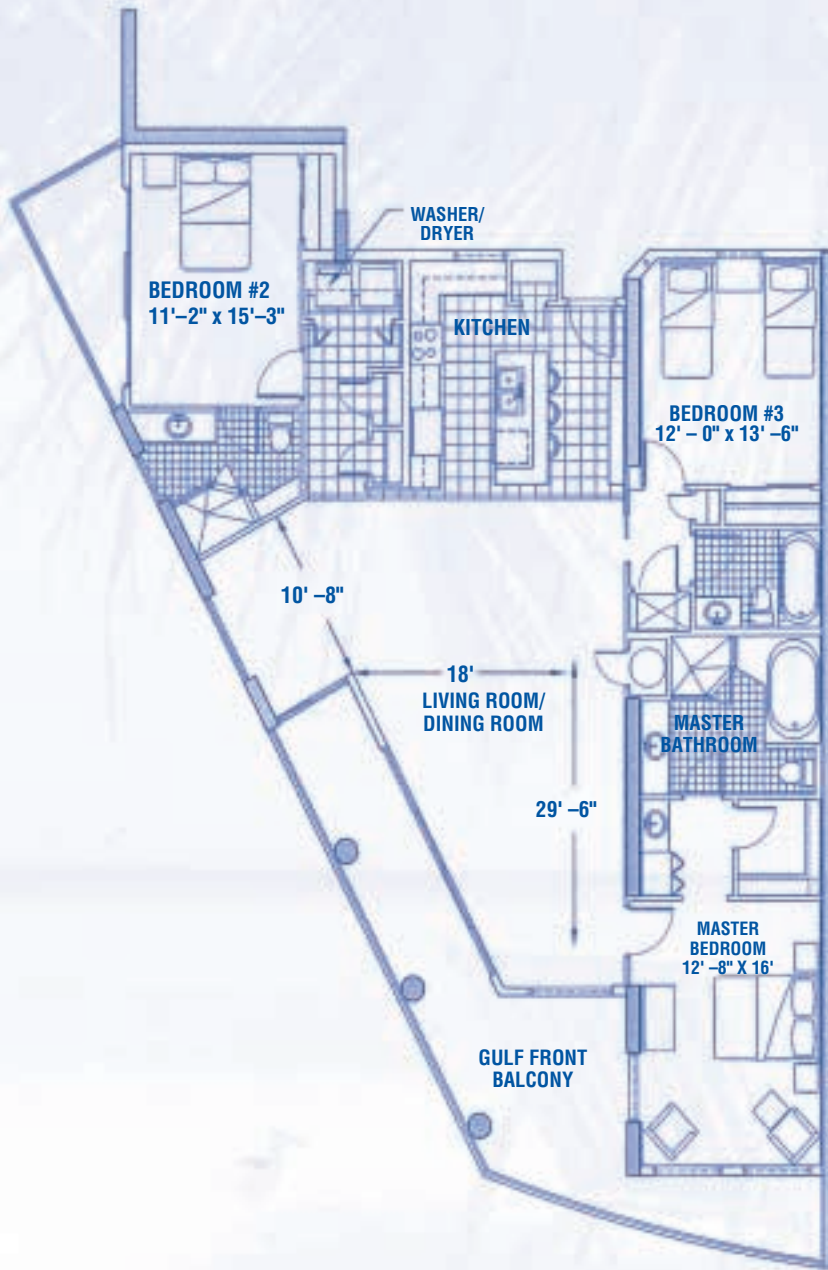 WASHER/
DRYER
BEDROOM #2
11'–2" x 15'–3"
KITCHEN
BEDROOM #3
12' – 0" x 13' –6"
10' –8"
18'
LIVING ROOM/
DINING ROOM
MASTER
BATHROOM
29' –6"
MASTER
BEDROOM
12' –8" X 16'
GULF FRONT
BALCONY